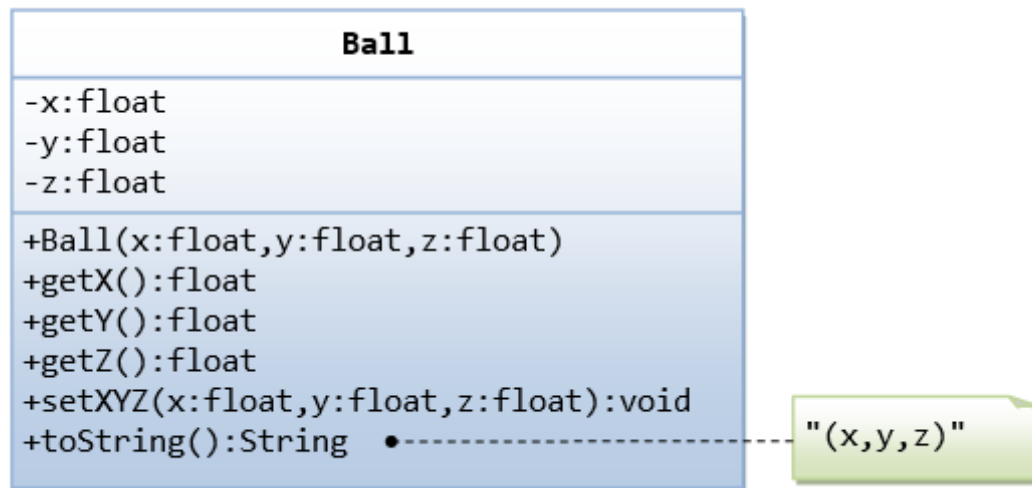 Ball
-x:float
-y:float
-z:float
+Ball(x:float,y:float,z:float)
+getX():float
+getY():float
+getZ():float
+setXYZ(x:float,y:float,z:float):void
+toString():String
"(x,y,z)"